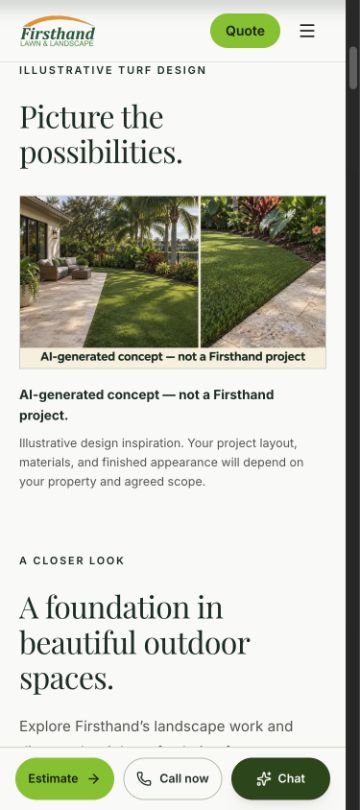 Firsthand
LAWN & LANDSCAPE
Quote
ILLUSTRATIVE TURF DESIGN
Picture the
possibilities.
AI-generated concept — not a Firsthand project
AI-generated concept — not a Firsthand
project.
Illustrative design inspiration. Your project layout,
materials, and finished appearance will depend on
your property and agreed scope.
A CLOSER LOOK
A foundation in
beautiful outdoor
spaces.
Explore Firsthand's landscape work and
Estimate
Call now
Chat